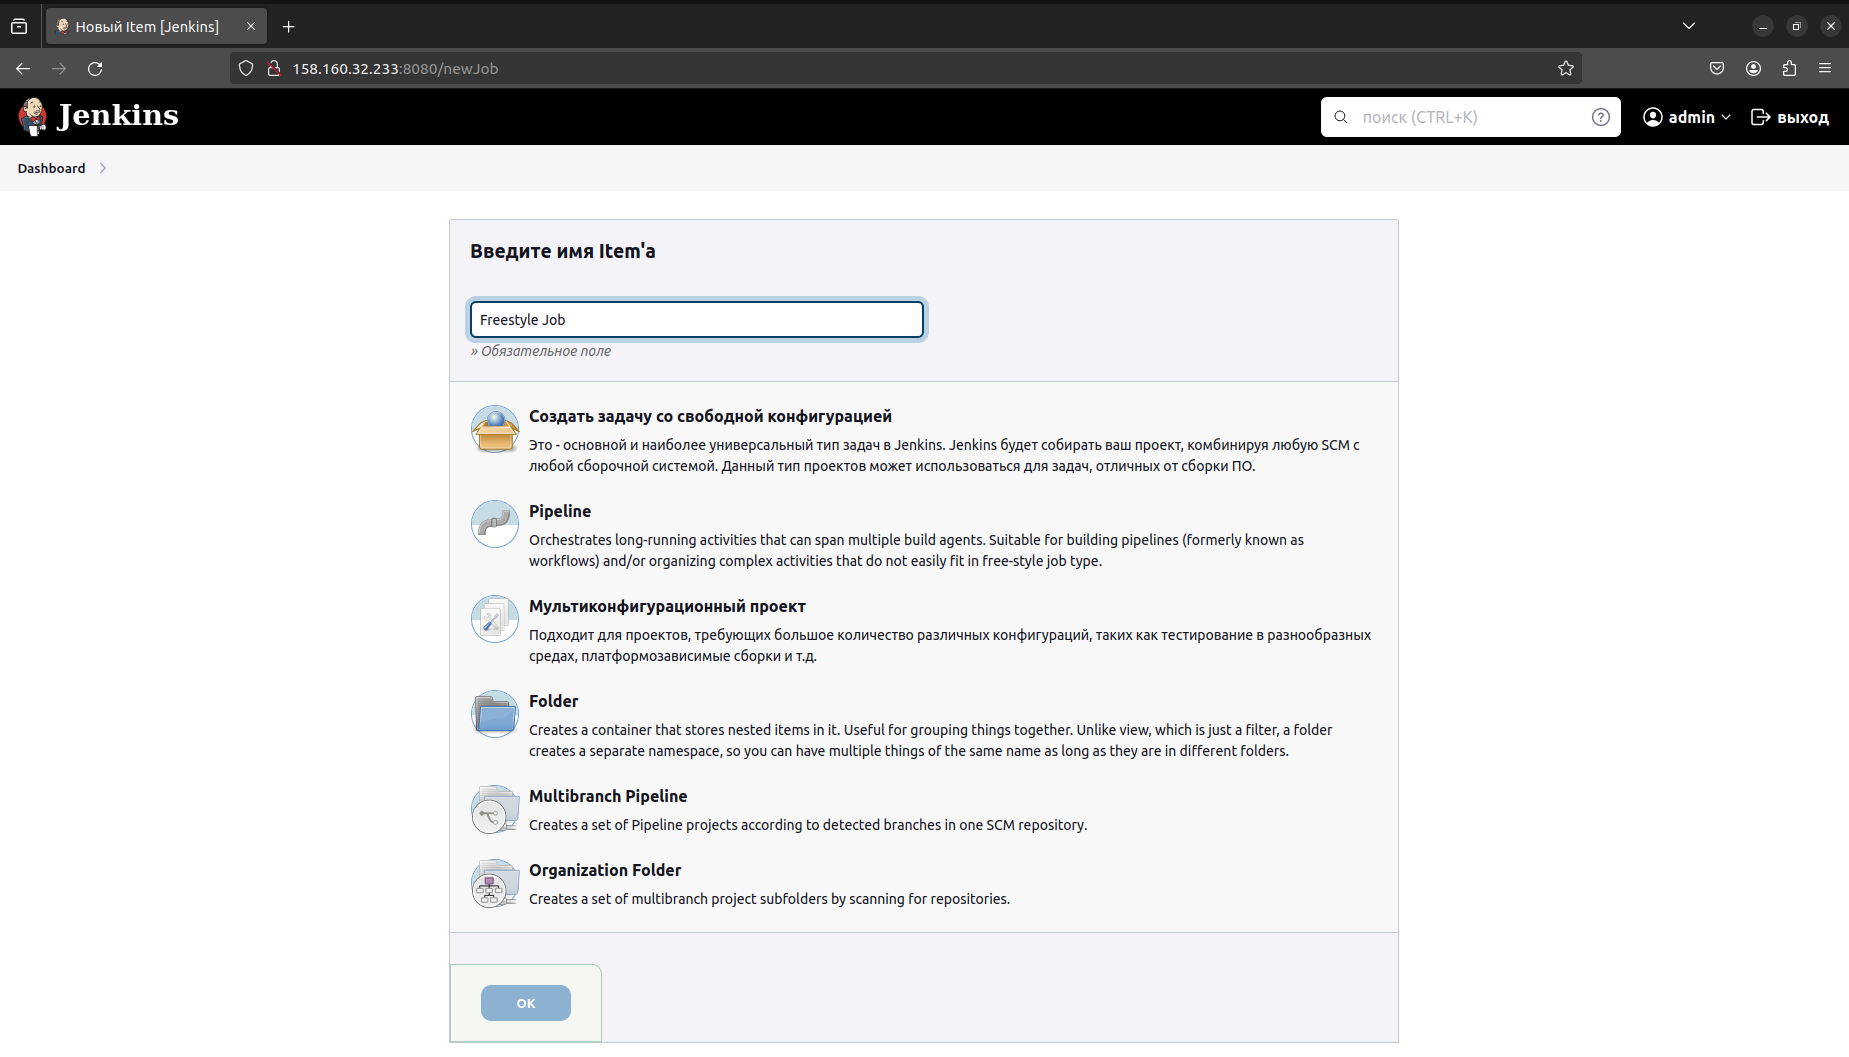 Новый Item [Jenkins]
158.160.32.233:8080/newJob
Jenkins
поиск (CTRL+K)
admin
выход
Dashboard
Введите имя Item'а
Freestyle Job
» Обязательное поле
Создать задачу со свободной конфигурацией
Это - основной и наиболее универсальный тип задач в Jenkins. Jenkins будет собирать ваш проект, комбинируя любую SCM с
любой сборочной системой. Данный тип проектов может использоваться для задач, отличных от сборки ПО.
Pipeline
Orchestrates long-running activities that can span multiple build agents. Suitable for building pipelines (formerly known as
workflows) and/or organizing complex activities that do not easily fit in free-style job type.
Мультиконфигурационный проект
Подходит для проектов, требующих большое количество различных конфигураций, таких как тестирование в разнообразных
средах, платформозависимые сборки и т.д.
Folder
Creates a container that stores nested items in it. Useful for grouping things together. Unlike view, which is just a filter, a folder
creates a separate namespace, so you can have multiple things of the same name as long as they are in different folders.
Multibranch Pipeline
Creates a set of Pipeline projects according to detected branches in one SCM repository.
Organization Folder
Creates a set of multibranch project subfolders by scanning for repositories.
OK